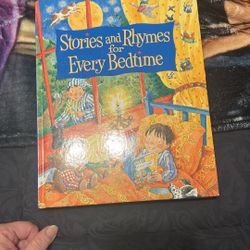 Stories and Rhymes
for
Every Bedtime